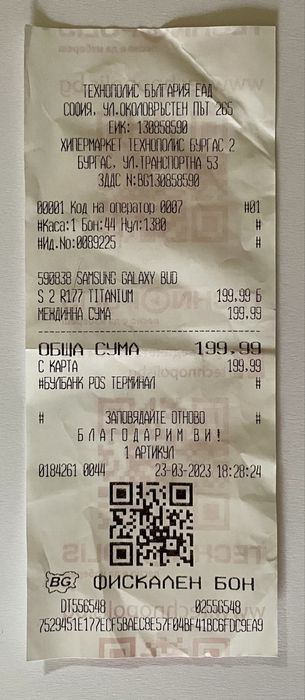 ТЕХНОПОЛИС БЪЛГАРИЯ ЕАД
СОФИЯ, УЛ.ОКОЛОВРЪСТЕН ПЪТ 265
ЕИК: 130858590
ХИПЕРМАРКЕТ ТЕХНОПОЛИС БУРГАС 2
БУРГАС, УЛ.ТРАНСПОРТНА 53
ЗДДС N:BG130858590
00001 Код на оператор 0007 #01
#Каса:1 Бон:44 Нул:1380 #
#Ид.No:0089225 #
590838 SAMSUNG GALAXY BUD
S 2 R177 TITANIUM 199.99 Б
МЕЖДИННА СУМА 199.99
ОБЩА СУМА 199.99
С КАРТА 199.99
#БУЛБАНК POS ТЕРМИНАЛ #
# ЗАПОВЯДАЙТЕ ОТНОВО #
Б Л А Г О Д А Р И М В И !
1 АРТИКУЛ
0184261 0044 23-03-2023 18:28:24
BG ФИСКАЛЕН БОН
DT556548 02556548
7529451E177ECF5BAEC8E57F04BF41BC6FDC9EA9